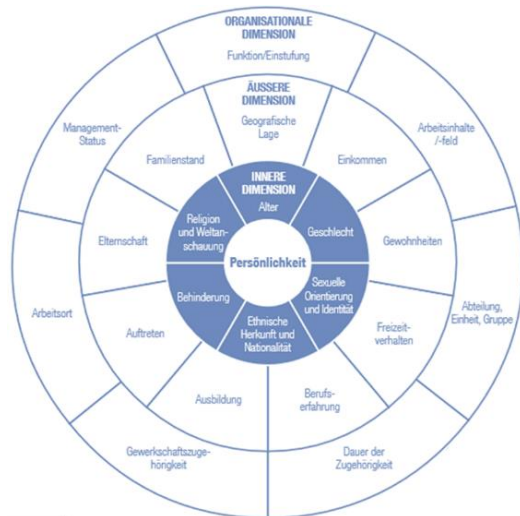 ORGANISATIONALE
DIMENSION
Funktion/Einstufung
ÄUSSERE
DIMENSION
Geografische
Lage
Management-
Status
Arbeitsinhalte
/-feld
Familienstand
Einkommen
INNERE
DIMENSION
Alter
Religion
und Weltan-
schauung
Geschlecht
Elternschaft
Gewohnheiten
Persönlichkeit
Behinderung
Sexuelle
Orientierung
und Identität
Arbeitsort
Abteilung,
Einheit, Gruppe
Auftreten
Ethnische
Herkunft und
Nationalität
Freizeit-
verhalten
Ausbildung
Berufs-
erfahrung
Gewerkschaftszuge-
hörigkeit
Dauer der
Zugehörigkeit